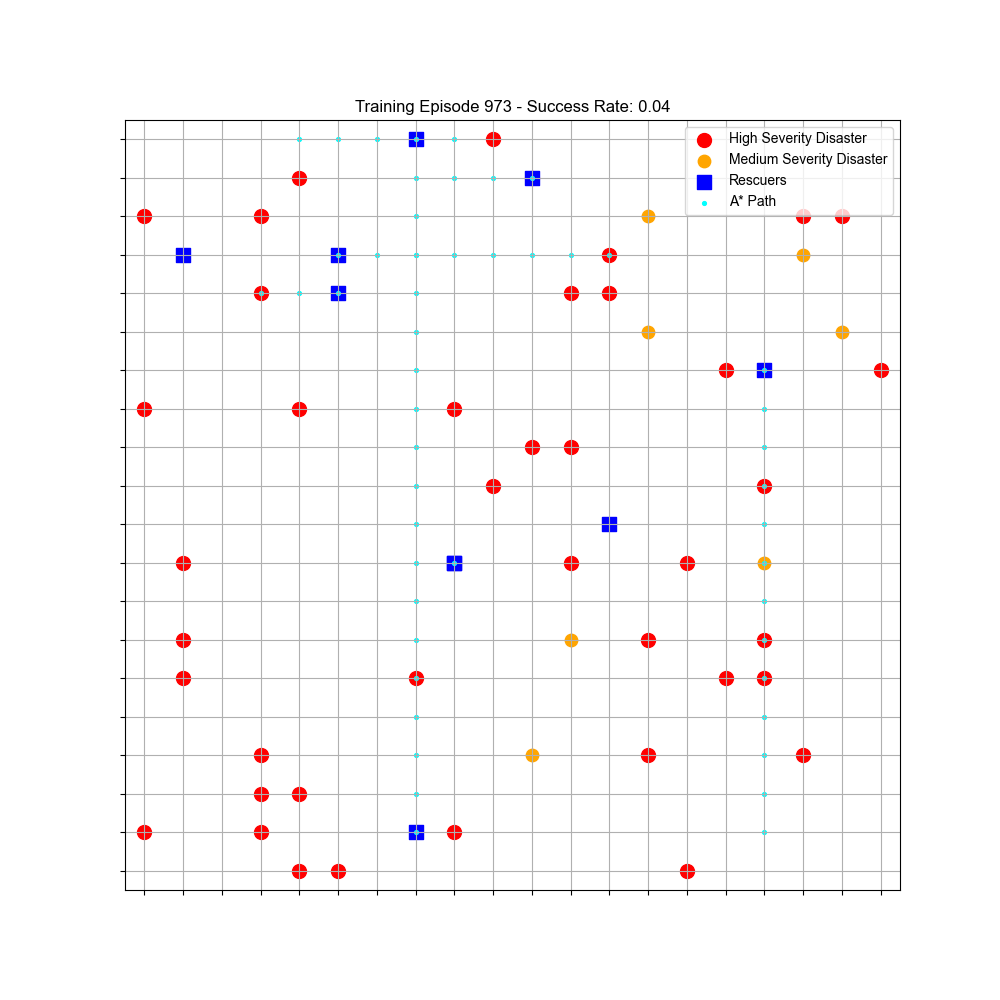 Training Episode 973 - Success Rate: 0.04
High Severity Disaster
Medium Severity Disaster
Rescuers
A* Path